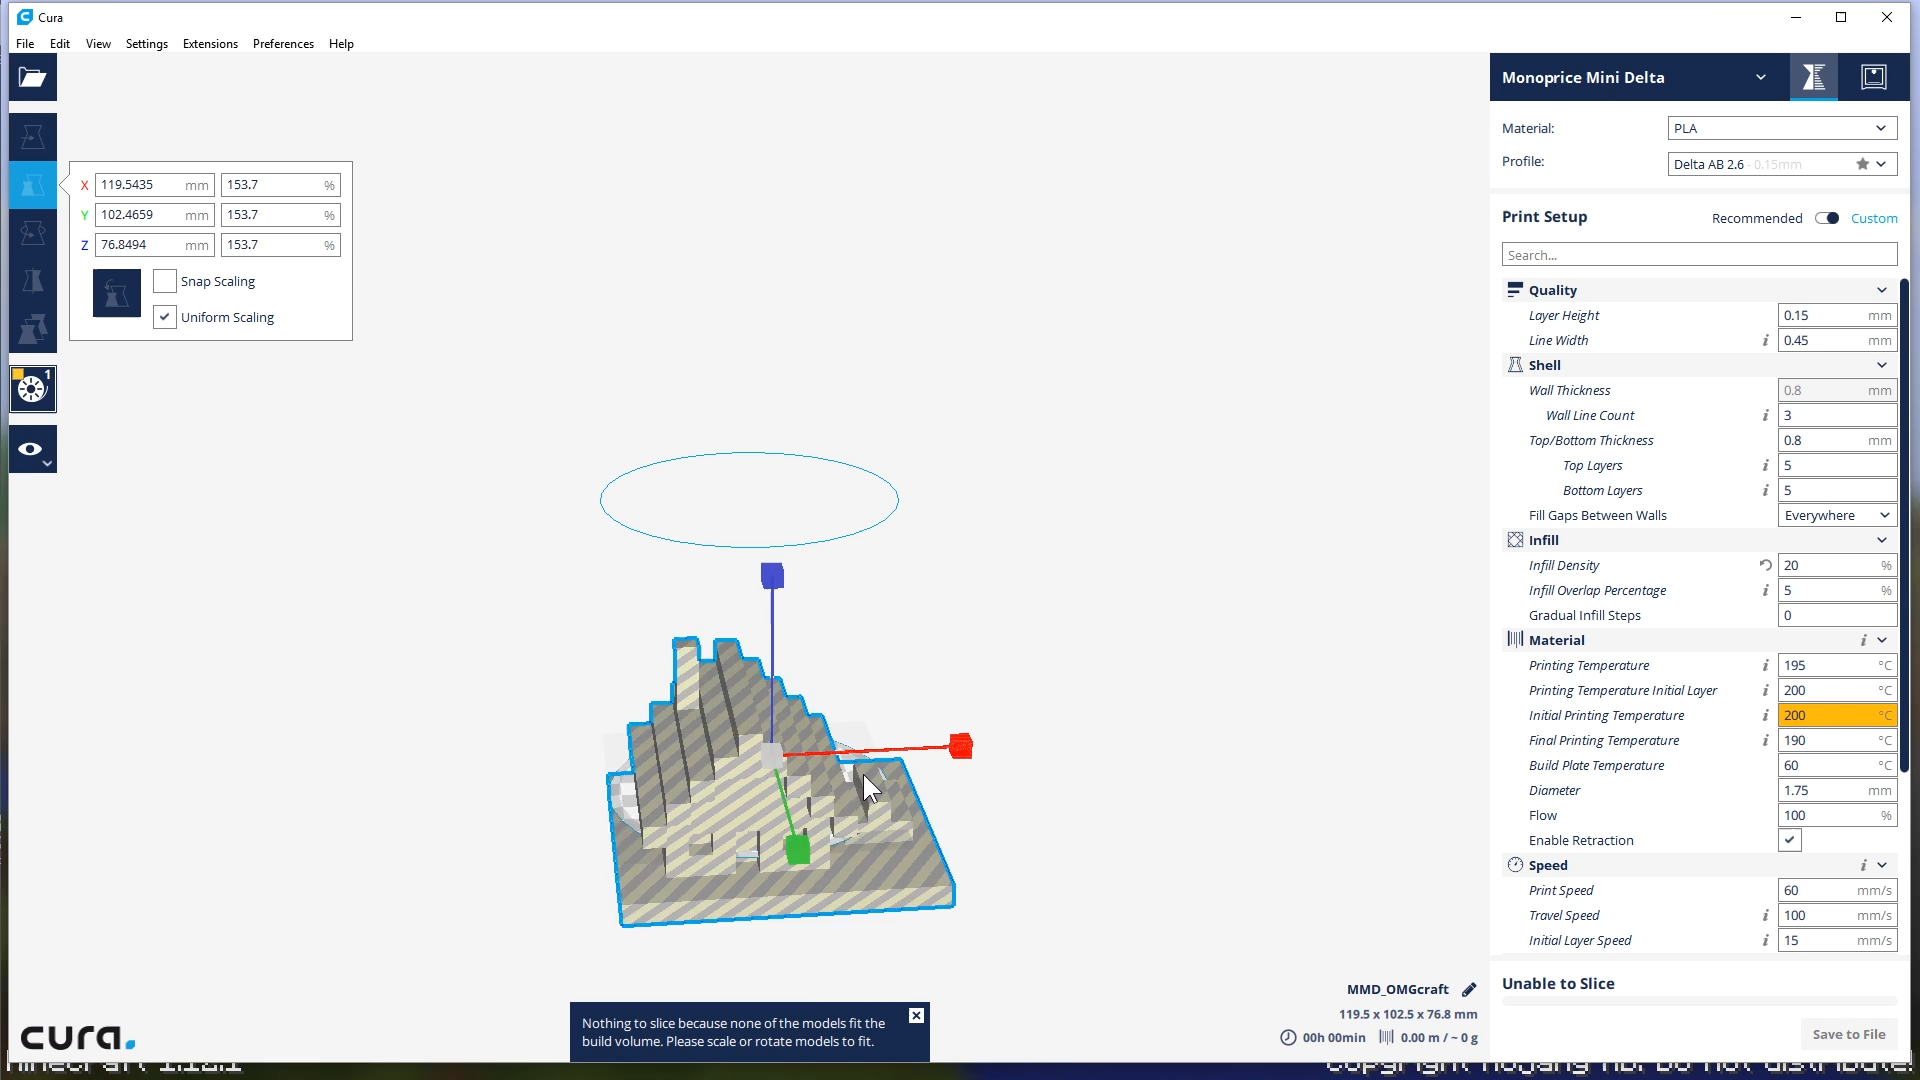 Cura
File Edit View Settings Extensions Preferences Help
Monoprice Mini Delta
Material: PLA
Profile: Delta AB 2.6 - 0.15mm
X 119.5435 mm 153.7 %
Y 102.4659 mm 153.7 %
Z 76.8494 mm 153.7 %
Snap Scaling
Uniform Scaling
1
Print Setup Recommended Custom
Search...
Quality
Layer Height 0.15 mm
Line Width i 0.45 mm
Shell
Wall Thickness 0.8 mm
Wall Line Count i 3
Top/Bottom Thickness 0.8 mm
Top Layers i 5
Bottom Layers i 5
Fill Gaps Between Walls Everywhere
Infill
Infill Density 20 %
Infill Overlap Percentage i 5 %
Gradual Infill Steps 0
Material i
Printing Temperature i 195 °C
Printing Temperature Initial Layer i 200 °C
Initial Printing Temperature i 200 °C
Final Printing Temperature i 190 °C
Build Plate Temperature 60 °C
Diameter 1.75 mm
Flow 100 %
Enable Retraction
Speed i
Print Speed 60 mm/s
Travel Speed i 100 mm/s
Initial Layer Speed i 15 mm/s
Unable to Slice
Save to File
MMD_OMGcraft
119.5 x 102.5 x 76.8 mm
00h 00min 0.00 m / ~ 0 g
Nothing to slice because none of the models fit the
build volume. Please scale or rotate models to fit.
cura.
Copyright Mojang AB. Do not distribute!